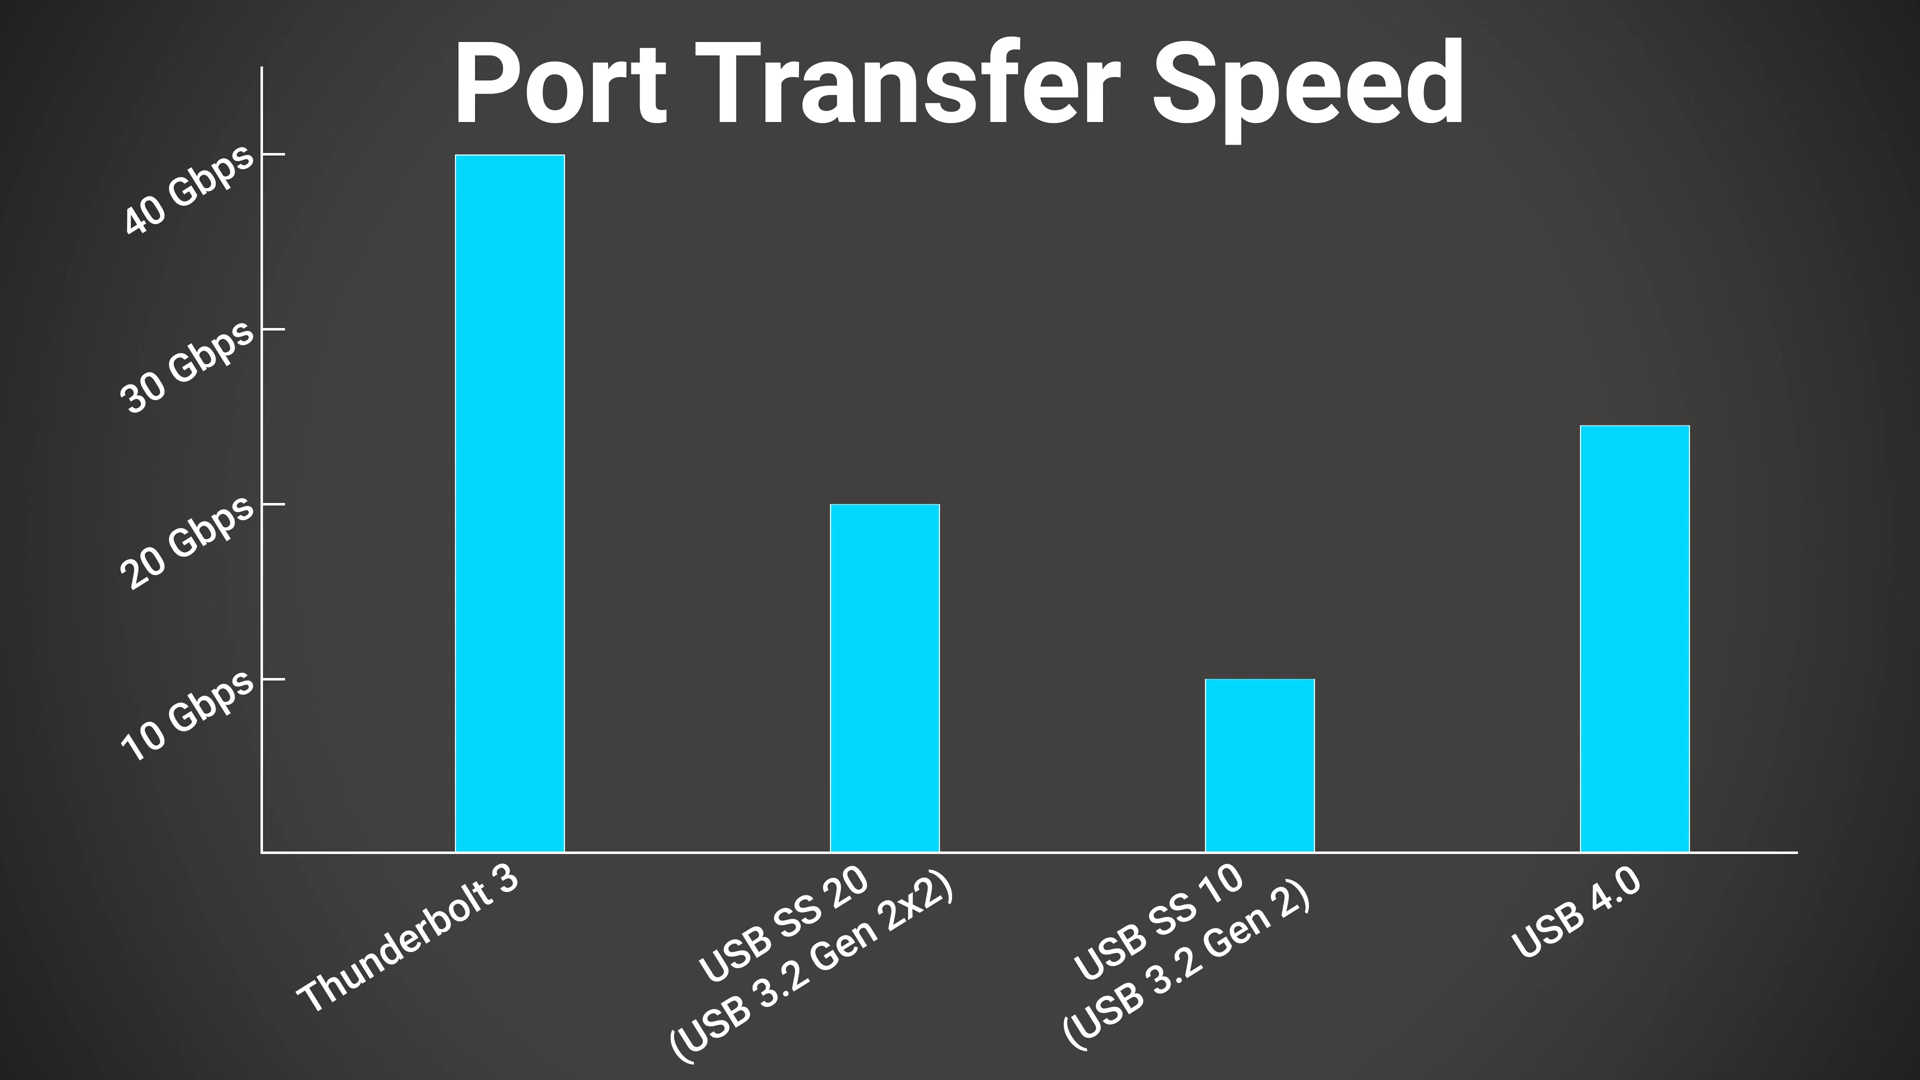 Port Transfer Speed
40 Gbps
30 Gbps
20 Gbps
10 Gbps
Thunderbolt 3
USB SS 20
(USB 3.2 Gen 2x2)
USB SS 10
(USB 3.2 Gen 2)
USB 4.0